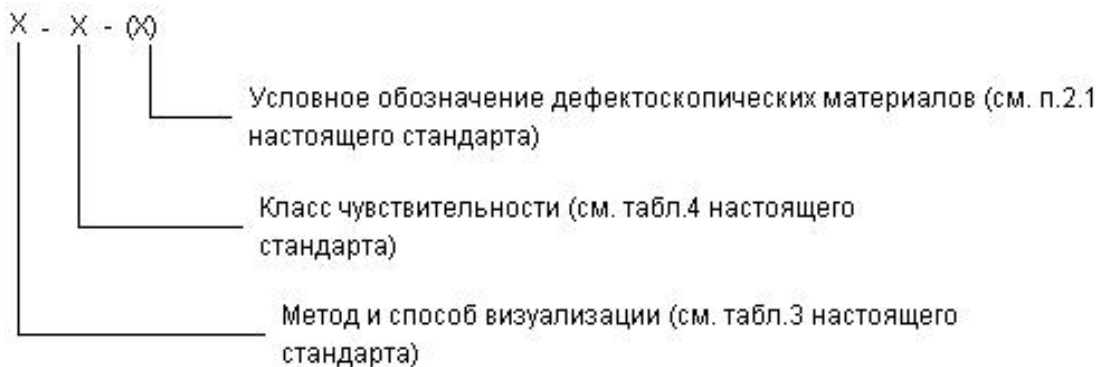 X - X - (X)
Условное обозначение дефектоскопических материалов (см. п.2.1
настоящего стандарта)
Класс чувствительности (см. табл.4 настоящего
стандарта)
Метод и способ визуализации (см. табл.3 настоящего
стандарта)